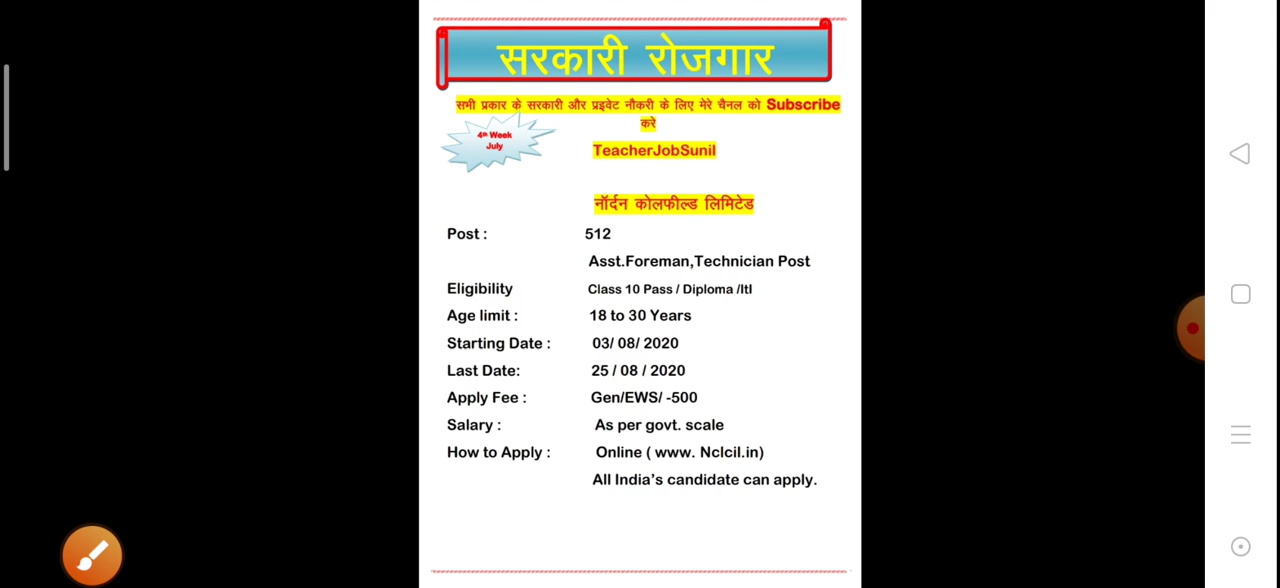 सरकारी रोजगार
सभी प्रकार के सरकारी और प्रइवेट नौकरी के लिए मेरे चैनल को Subscribe
करे
4th Week
July
TeacherJobSunil
नॉर्दन कोलफील्ड लिमिटेड
Post : 512
Asst.Foreman,Technician Post
Eligibility Class 10 Pass / Diploma /ItI
Age limit : 18 to 30 Years
Starting Date : 03/ 08/ 2020
Last Date: 25 / 08 / 2020
Apply Fee : Gen/EWS/ -500
Salary : As per govt. scale
How to Apply : Online ( www. Nclcil.in)
All India's candidate can apply.